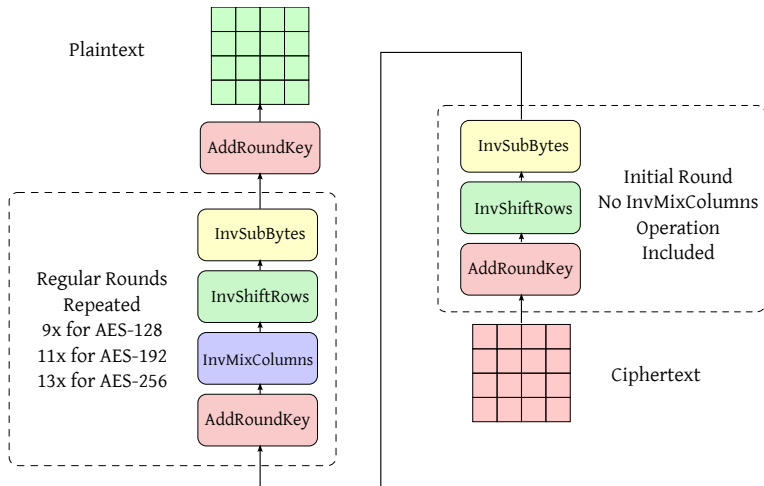 Plaintext
AddRoundKey
InvSubBytes
InvShiftRows
InvMixColumns
AddRoundKey
Regular Rounds
Repeated
9x for AES-128
11x for AES-192
13x for AES-256
InvSubBytes
InvShiftRows
AddRoundKey
Initial Round
No InvMixColumns
Operation
Included
Ciphertext